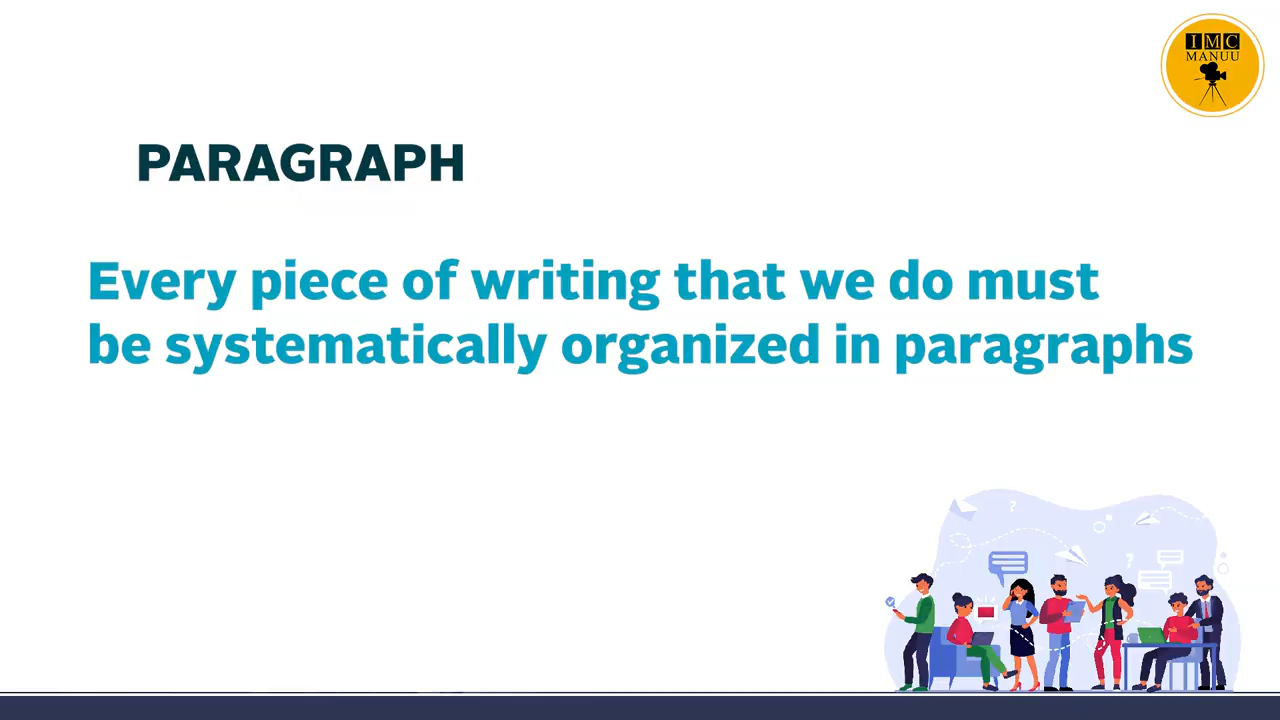 IMC
MANUU
PARAGRAPH
Every piece of writing that we do must
be systematically organized in paragraphs